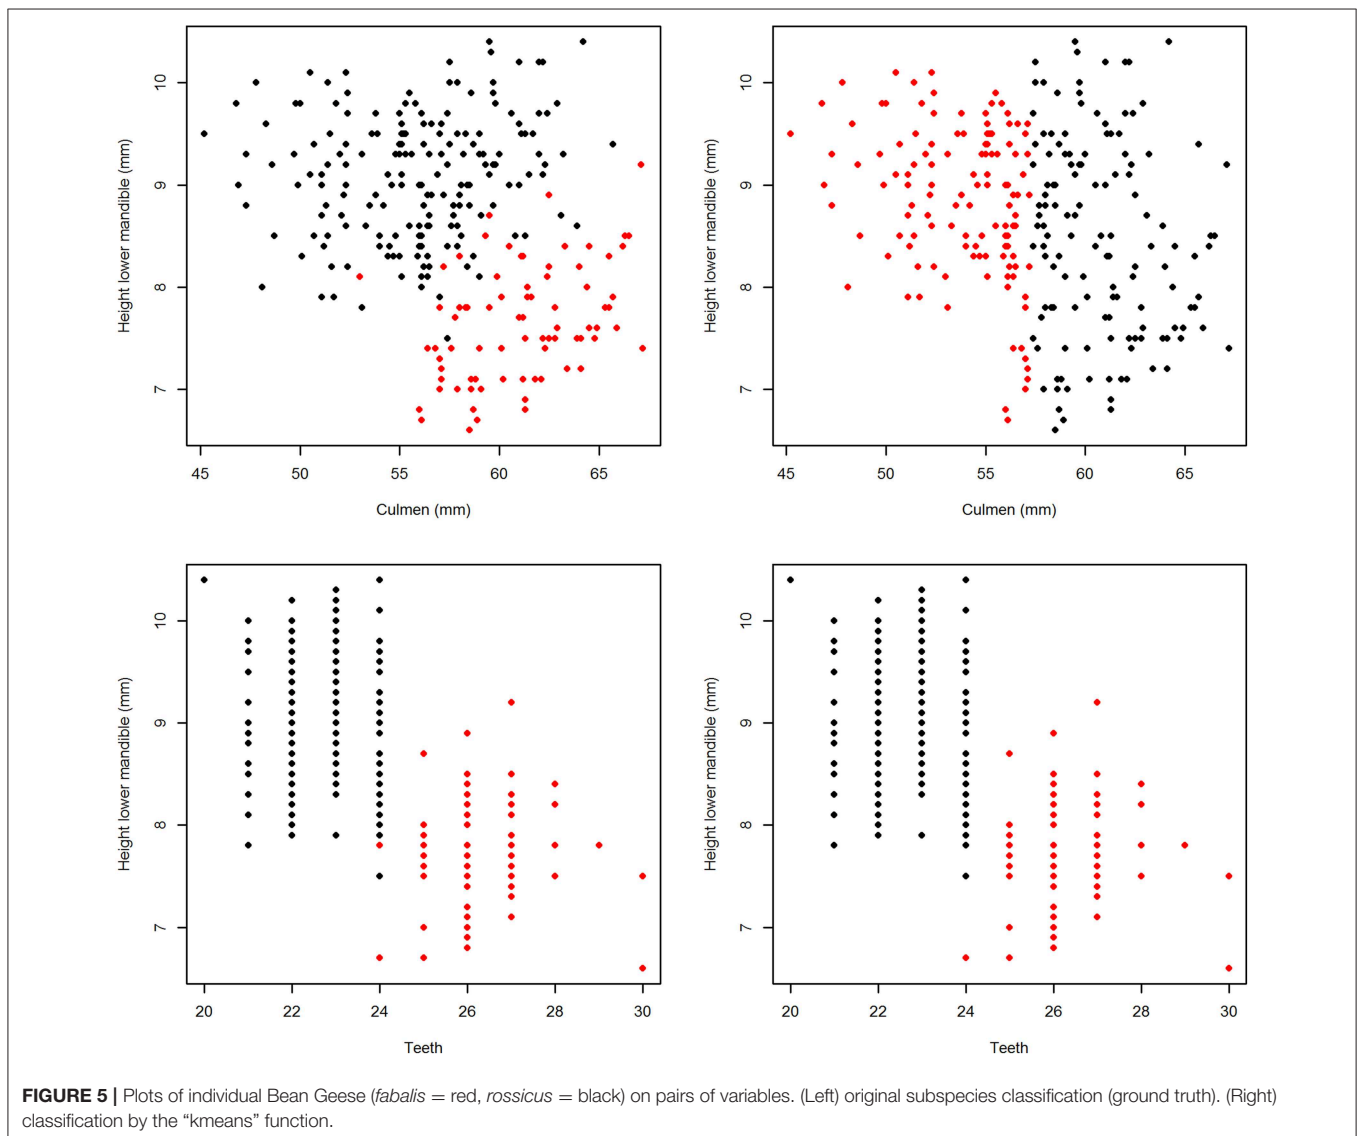 10
9
8
7
Height lower mandible (mm)
45 50 55 60 65
Culmen (mm)
10
9
8
7
Height lower mandible (mm)
45 50 55 60 65
Culmen (mm)
10
9
8
7
Height lower mandible (mm)
20 22 24 26 28 30
Teeth
10
9
8
7
Height lower mandible (mm)
20 22 24 26 28 30
Teeth
FIGURE 5 | Plots of individual Bean Geese (fabalis = red, rossicus = black) on pairs of variables. (Left) original subspecies classification (ground truth). (Right)
classification by the “kmeans” function.